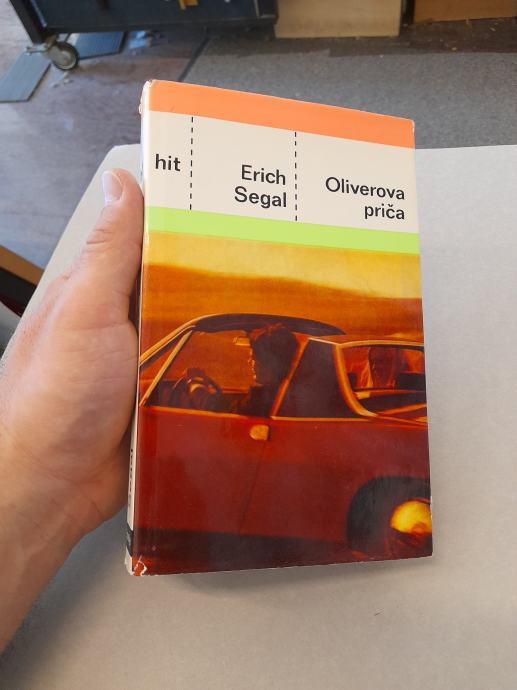 hit
Erich
Segal
Oliverova
priča